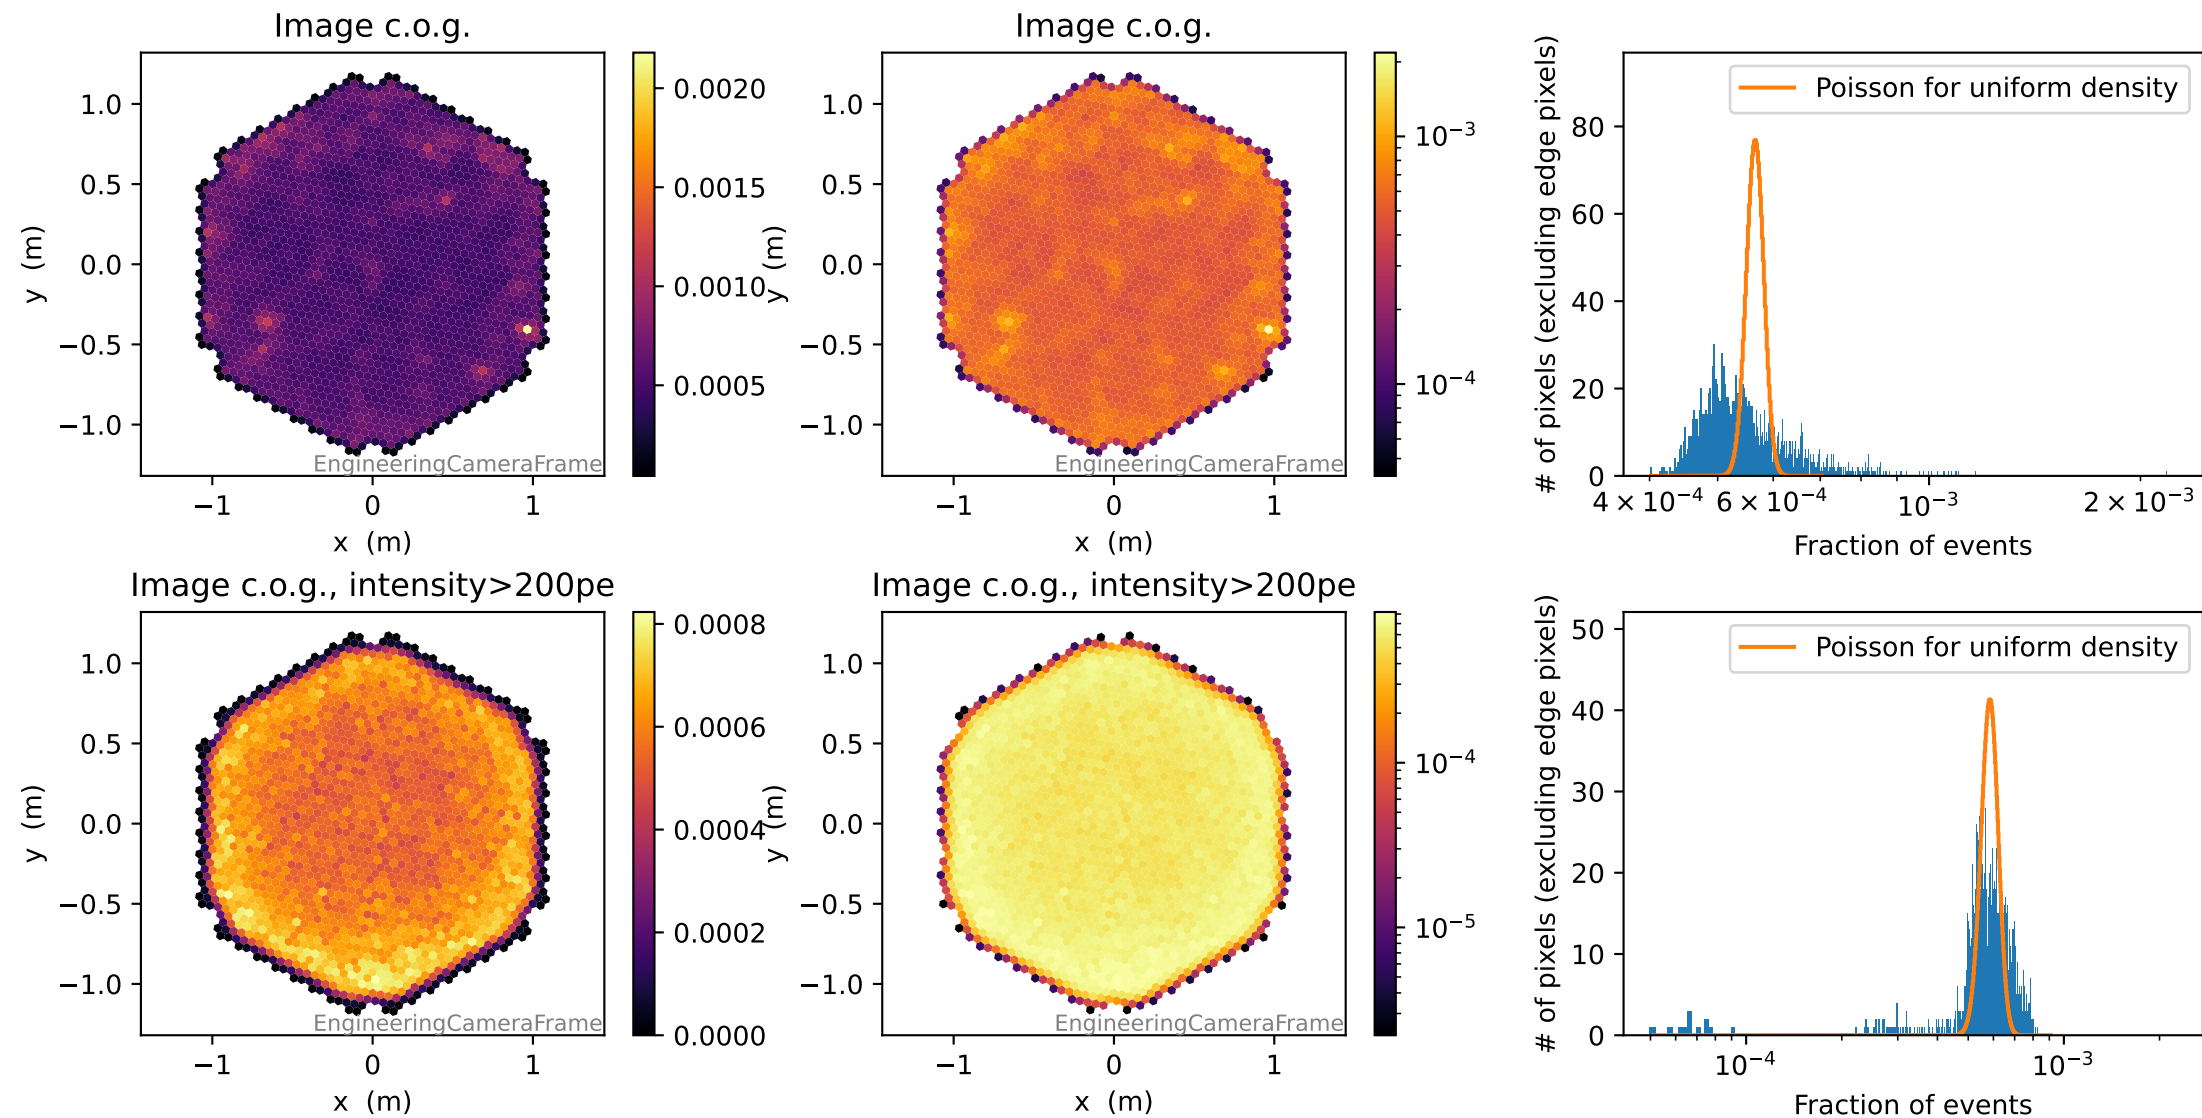 Image c.o.g.
y (m)
1.0
0.5
0.0
−0.5
−1.0
−1 0 1
x (m)
EngineeringCameraFrame
0.0020
0.0015
0.0010
0.0005
Image c.o.g.
y (m)
1.0
0.5
0.0
−0.5
−1.0
−1 0 1
x (m)
EngineeringCameraFrame
10⁻³
10⁻⁴
# of pixels (excluding edge pixels)
80
60
40
20
0
Poisson for uniform density
4 × 10⁻⁴ 6 × 10⁻⁴ 10⁻³ 2 × 10⁻³
Fraction of events
Image c.o.g., intensity>200pe
y (m)
1.0
0.5
0.0
−0.5
−1.0
−1 0 1
x (m)
EngineeringCameraFrame
0.0008
0.0006
0.0004
0.0002
0.0000
Image c.o.g., intensity>200pe
y (m)
1.0
0.5
0.0
−0.5
−1.0
−1 0 1
x (m)
EngineeringCameraFrame
10⁻⁴
10⁻⁵
# of pixels (excluding edge pixels)
50
40
30
20
10
0
Poisson for uniform density
10⁻⁴ 10⁻³
Fraction of events